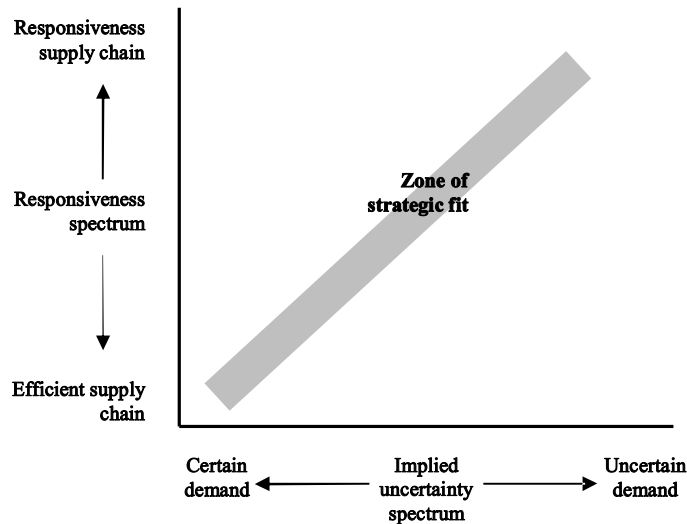 Responsiveness
supply chain
Responsiveness
spectrum
Zone of
strategic fit
Efficient supply
chain
Certain
demand
Implied
uncertainty
spectrum
Uncertain
demand